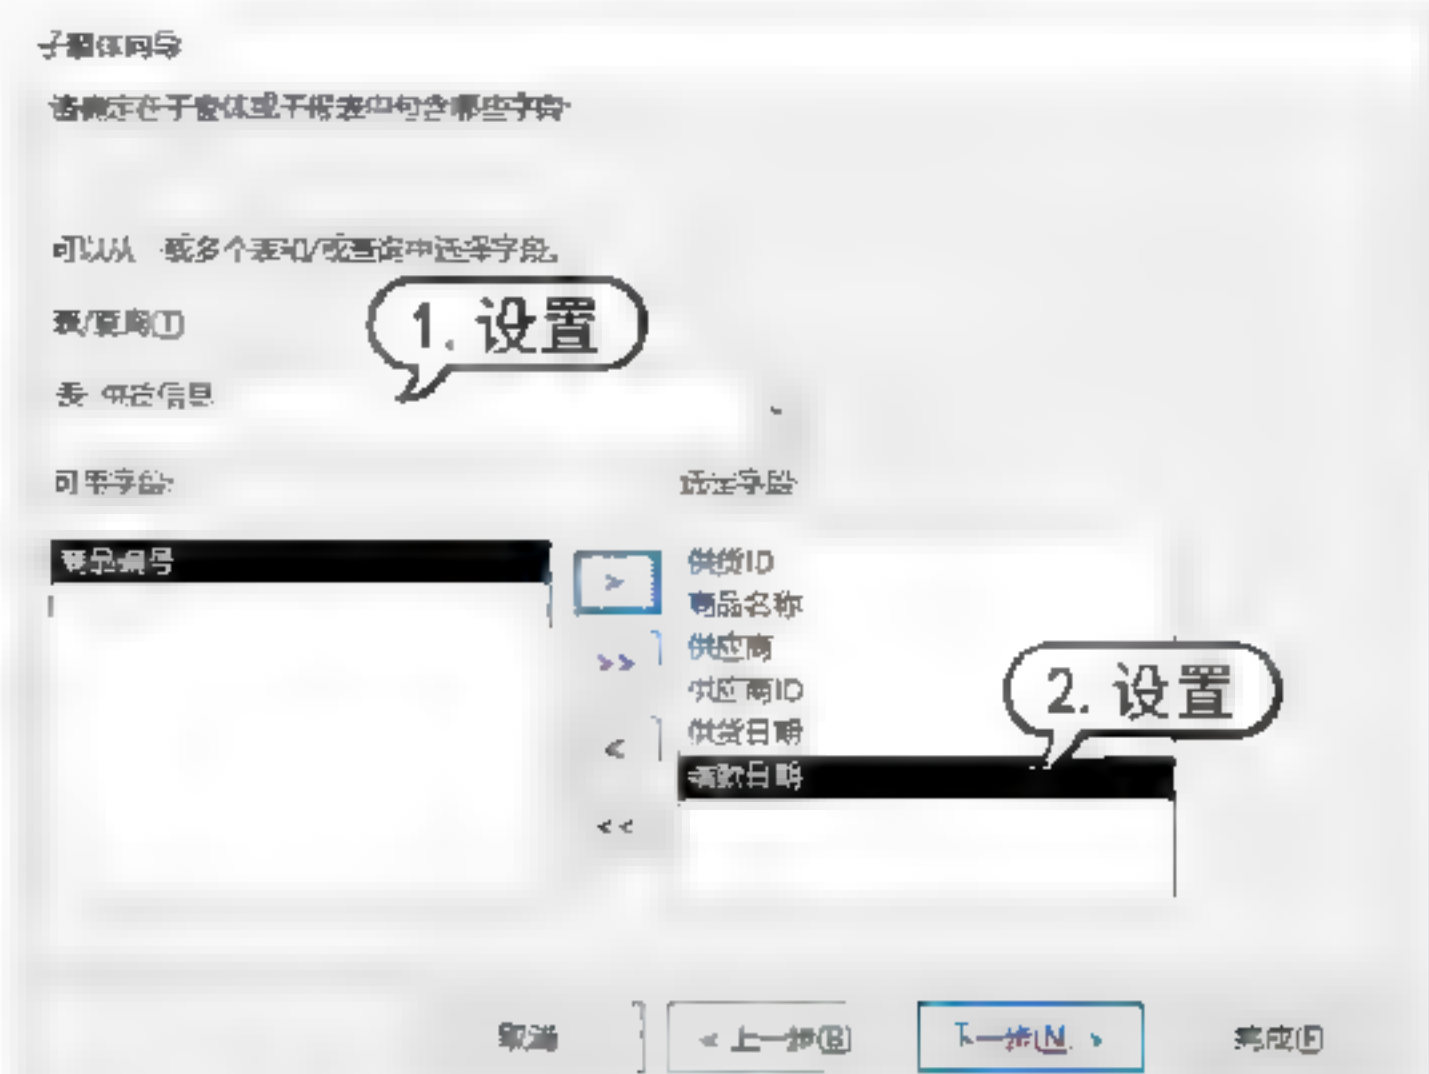 子窗体向导
请确定在子窗体或子报表中包含哪些字段:
可以从一或多个表和/或查询中选择字段。
1. 设置
表/查询(T)
表: 供货信息
可用字段:
选定字段:
商品编号
>
供货ID
商品名称
>>
供应商
供应商ID
2. 设置
<
供货日期
日期
<<
取消
< 上一步(B)
下一步(N) >
完成(F)